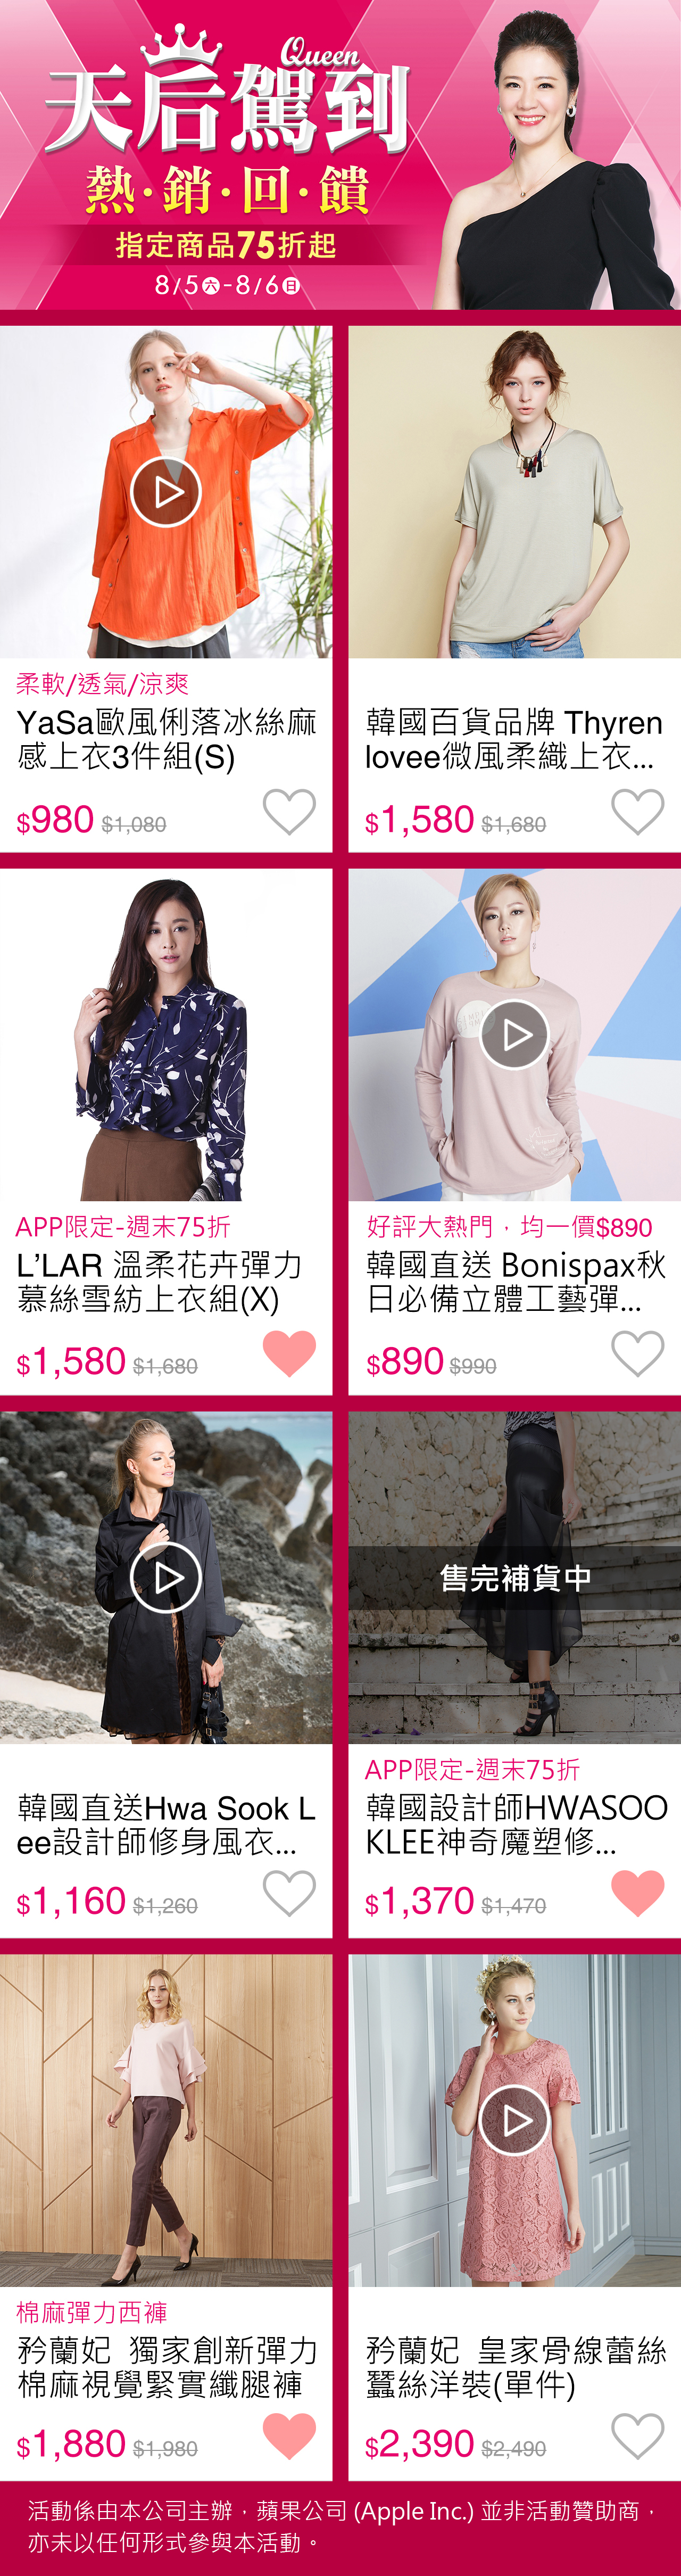 Queen
天后駕到
熱·銷·回·饋
指定商品75折起
8/5六-8/6日
柔軟/透氣/涼爽
YaSa歐風俐落冰絲麻
感上衣3件組(S)
$980 $1,080
韓國百貨品牌 Thyren
lovee微風柔織上衣...
$1,580 $1,680
APP限定-週末75折
L’LAR 溫柔花卉彈力
慕絲雪紡上衣組(X)
$1,580 $1,680
好評大熱門，均一價$890
韓國直送 Bonispax秋
日必備立體工藝彈...
$890 $990
韓國直送Hwa Sook L
ee設計師修身風衣...
$1,160 $1,260
售完補貨中
APP限定-週末75折
韓國設計師HWASOO
KLEE神奇魔塑修...
$1,370 $1,470
棉麻彈力西褲
矜蘭妃 獨家創新彈力
棉麻視覺緊實纖腿褲
$1,880 $1,980
矜蘭妃 皇家骨線蕾絲
蠶絲洋裝(單件)
$2,390 $2,490
活動係由本公司主辦，蘋果公司 (Apple Inc.) 並非活動贊助商，
亦未以任何形式參與本活動。